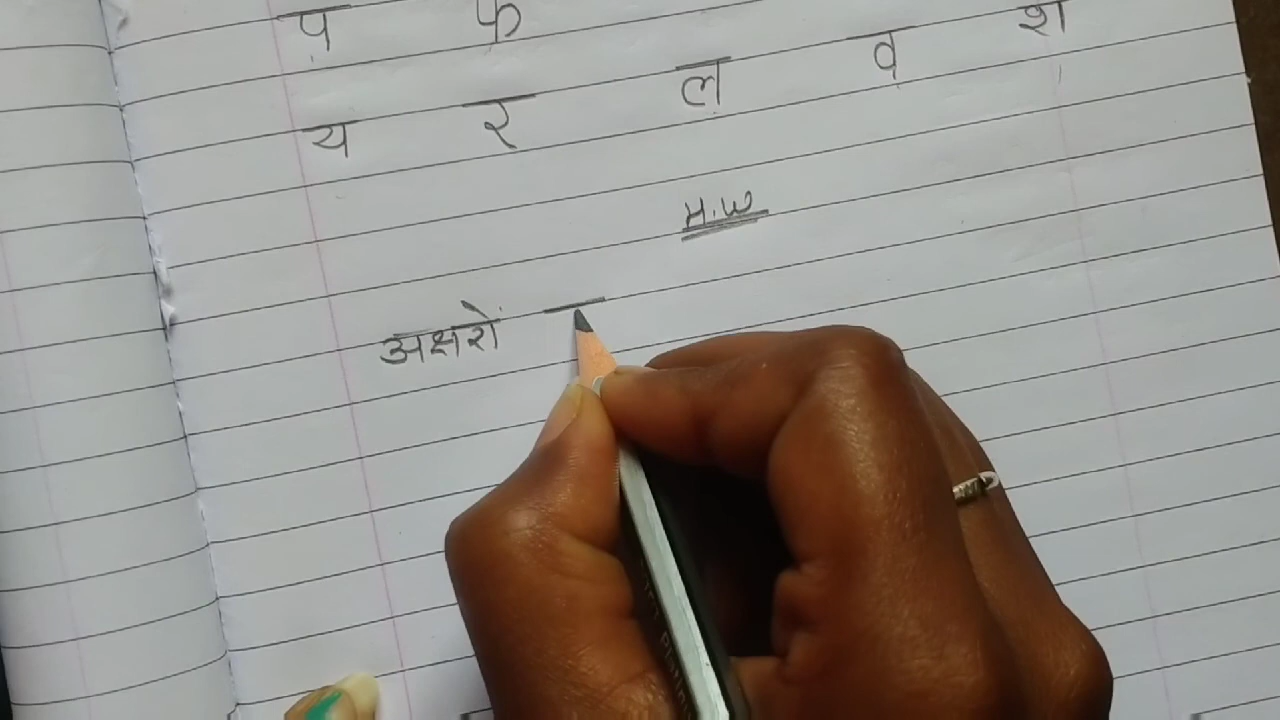 प फ
य र ल व श
H.W
अक्षरों